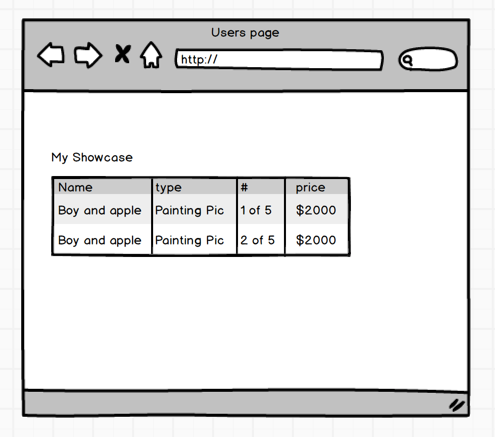 Users page
http://
My Showcase
Name type # price
Boy and apple Painting Pic 1 of 5 $2000
Boy and apple Painting Pic 2 of 5 $2000